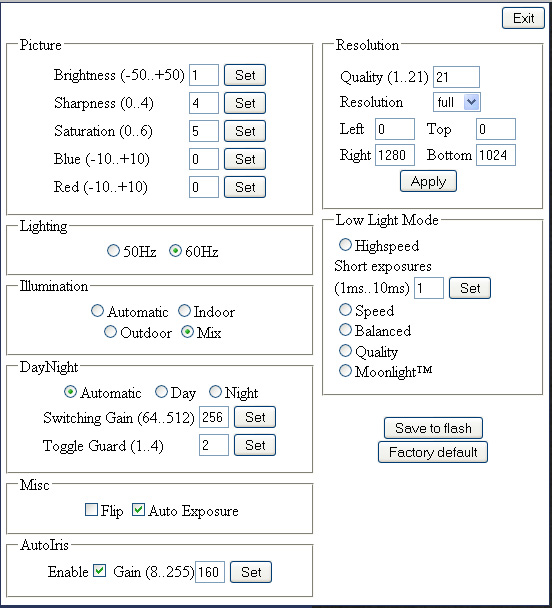 Exit
Picture
Brightness (-50..+50) 1 Set
Sharpness (0..4) 4 Set
Saturation (0..6) 5 Set
Blue (-10..+10) 0 Set
Red (-10..+10) 0 Set
Lighting
50Hz 60Hz
Illumination
Automatic Indoor
Outdoor Mix
DayNight
Automatic Day Night
Switching Gain (64..512) 256 Set
Toggle Guard (1..4) 2 Set
Misc
Flip Auto Exposure
AutoIris
Enable Gain (8..255) 160 Set
Resolution
Quality (1..21) 21
Resolution full
Left 0 Top 0
Right 1280 Bottom 1024
Apply
Low Light Mode
Highspeed
Short exposures
(1ms..10ms) 1 Set
Speed
Balanced
Quality
Moonlight™
Save to flash
Factory default